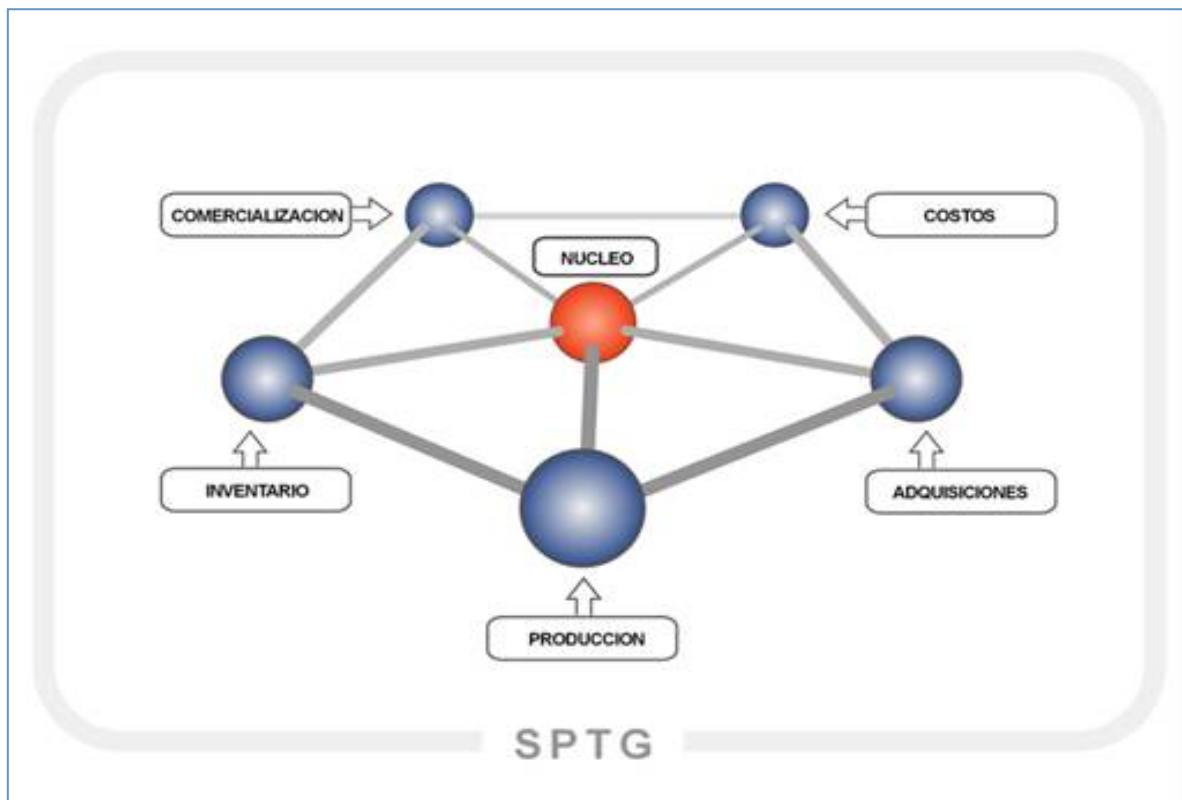 COMERCIALIZACION
COSTOS
NUCLEO
INVENTARIO
ADQUISICIONES
PRODUCCION
SPTG